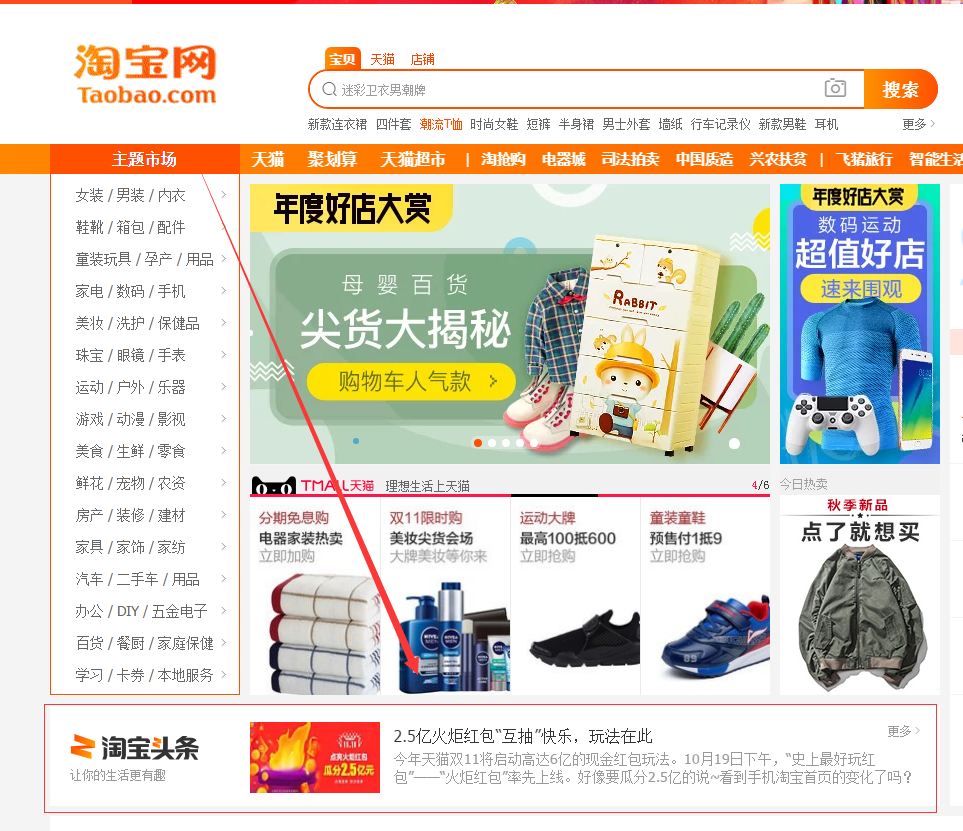 淘宝网
Taobao.com
宝贝 天猫 店铺
迷彩卫衣男潮牌
搜索
新款连衣裙 四件套 潮流T恤 时尚女鞋 短裤 半身裙 男士外套 墙纸 行车记录仪 新款男鞋 耳机 更多
主题市场 天猫 聚划算 天猫超市 | 淘抢购 电器城 司法拍卖 中国质造 兴农扶贫 | 飞猪旅行 智能生活
女装 / 男装 / 内衣
鞋靴 / 箱包 / 配件
童装玩具 / 孕产 / 用品
家电 / 数码 / 手机
美妆 / 洗护 / 保健品
珠宝 / 眼镜 / 手表
运动 / 户外 / 乐器
游戏 / 动漫 / 影视
美食 / 生鲜 / 零食
鲜花 / 宠物 / 农资
房产 / 装修 / 建材
家具 / 家饰 / 家纺
汽车 / 二手车 / 用品
办公 / DIY / 五金电子
百货 / 餐厨 / 家庭保健
学习 / 卡券 / 本地服务
年度好店大赏
母婴百货
尖货大揭秘
购物车人气款 >
RABBIT
年度好店大赏
数码运动
超值好店
速来围观
TMALL天猫 理想生活上天猫 4/6
分期免息购
电器家装热卖
立即加购
双11限时购
美妆尖货会场
大牌美妆等你来
NIVEA
MEN
NIVEA
MEN
运动大牌
最高100抵600
立即抢购
童装童鞋
预售付1抵9
立即抢购
89
今日热卖
秋季新品
点了就想买
淘宝头条
让你的生活更有趣
11.11
点亮火炬红包
瓜分2.5亿元
2.5亿火炬红包“互抽”快乐，玩法在此 更多
今年天猫双11将启动高达6亿的现金红包玩法。10月19日下午，“史上最好玩红
包”——“火炬红包”率先上线。好像要瓜分2.5亿的说~看到手机淘宝首页的变化了吗？